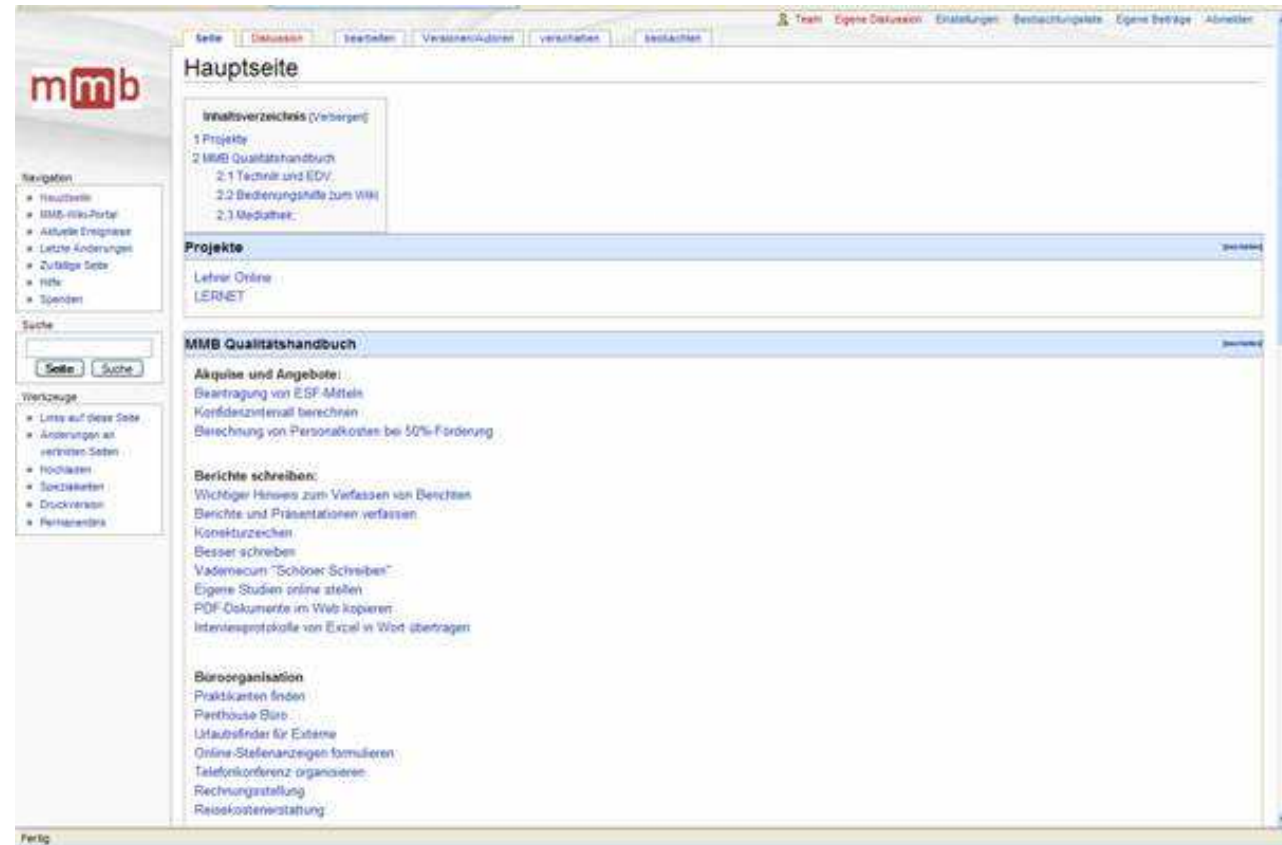 Team Eigene Diskussion Einstellungen Beobachtungsliste Eigene Beiträge Abmelden
Seite Diskussion bearbeiten Versionen/Autoren verschieben beobachten
mmb
Hauptseite
Inhaltsverzeichnis [Verbergen]
1 Projekte
2 MMB Qualitätshandbuch
2.1 Technik und EDV
2.2 Bedienungshilfe zum Wiki
2.3 Mediathek
Navigation
Hauptseite
MMB-Wiki-Portal
Aktuelle Ereignisse
Letzte Änderungen
Zufällige Seite
Hilfe
Spenden
Suche
Seite Suche
Werkzeuge
Links auf diese Seite
Änderungen an
verlinkten Seiten
Hochladen
Spezialseiten
Druckversion
Permanentlink
Projekte
Lehrer Online
LERNET
MMB Qualitätshandbuch
Akquise und Angebote:
Beantragung von ESF-Mitteln
Konfidenzintervall berechnen
Berechnung von Personalkosten bei 50%-Förderung
Berichte schreiben:
Wichtiger Hinweis zum Verfassen von Berichten
Berichte und Präsentationen verfassen
Korrekturzeichen
Besser schreiben
Vademecum "Schöner Schreiben"
Eigene Studien online stellen
PDF-Dokumente im Web kopieren
Interviewprotokolle von Excel in Wort übertragen
Büroorganisation
Praktikanten finden
Penthouse Büro
Urlaubsfinder für Externe
Online-Stellenanzeigen formulieren
Telefonkonferenz organisieren
Rechnungsstellung
Reisekostenerstattung
Fertig